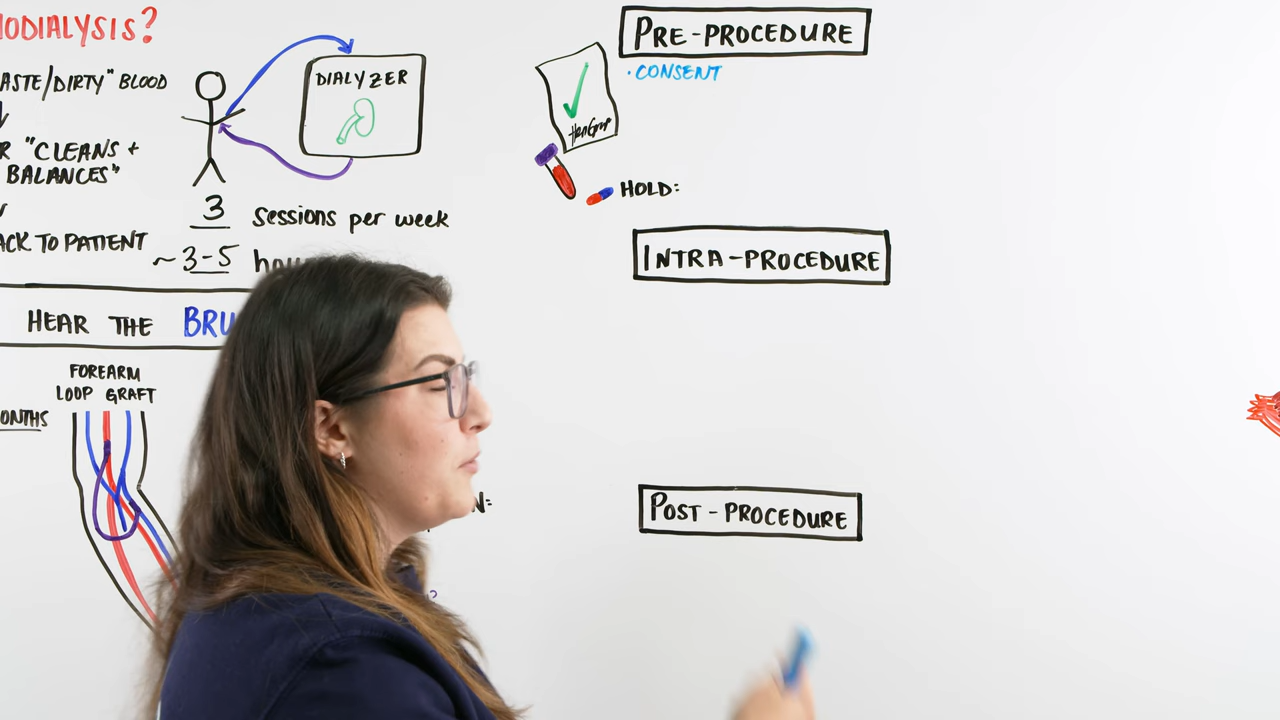 ODIALYSIS?
ASTE/DIRTY" BLOOD
R "CLEANS +
BALANCES"
ACK TO PATIENT
DIALYZER
3 sessions per week
~3-5 hou
HEAR THE BRU
FOREARM
LOOP GRAFT
ONTHS
N:
PRE-PROCEDURE
• CONSENT
HOLD:
INTRA-PROCEDURE
POST-PROCEDURE